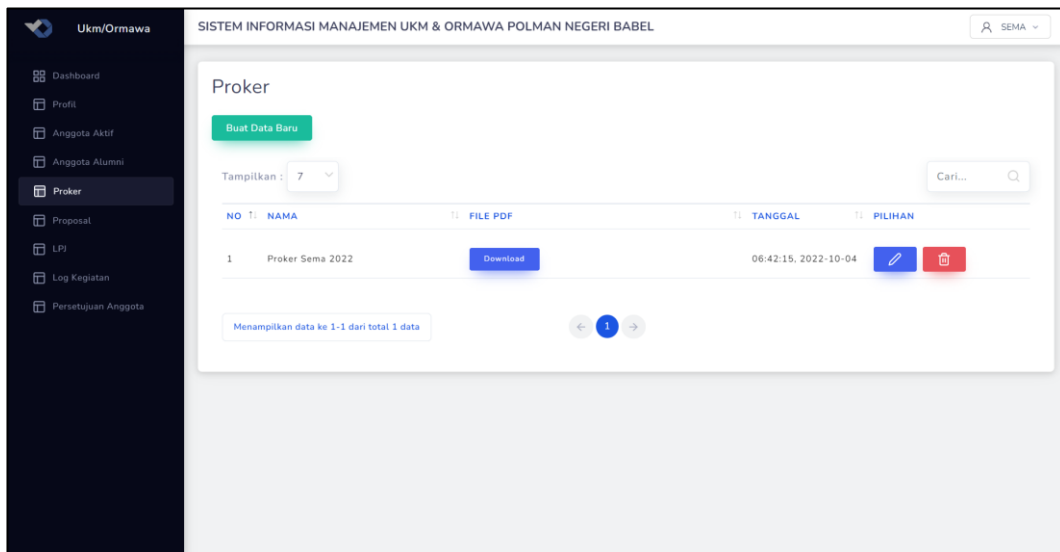 Ukm/Ormawa
SISTEM INFORMASI MANAJEMEN UKM & ORMAWA POLMAN NEGERI BABEL
SEMA
Dashboard
Profil
Anggota Aktif
Anggota Alumni
Proker
Proposal
LPJ
Log Kegiatan
Persetujuan Anggota
Proker
Buat Data Baru
Tampilkan : 7
Cari...
NO NAMA FILE PDF TANGGAL PILIHAN
1 Proker Sema 2022 Download 06:42:15, 2022-10-04
Menampilkan data ke 1-1 dari total 1 data
1